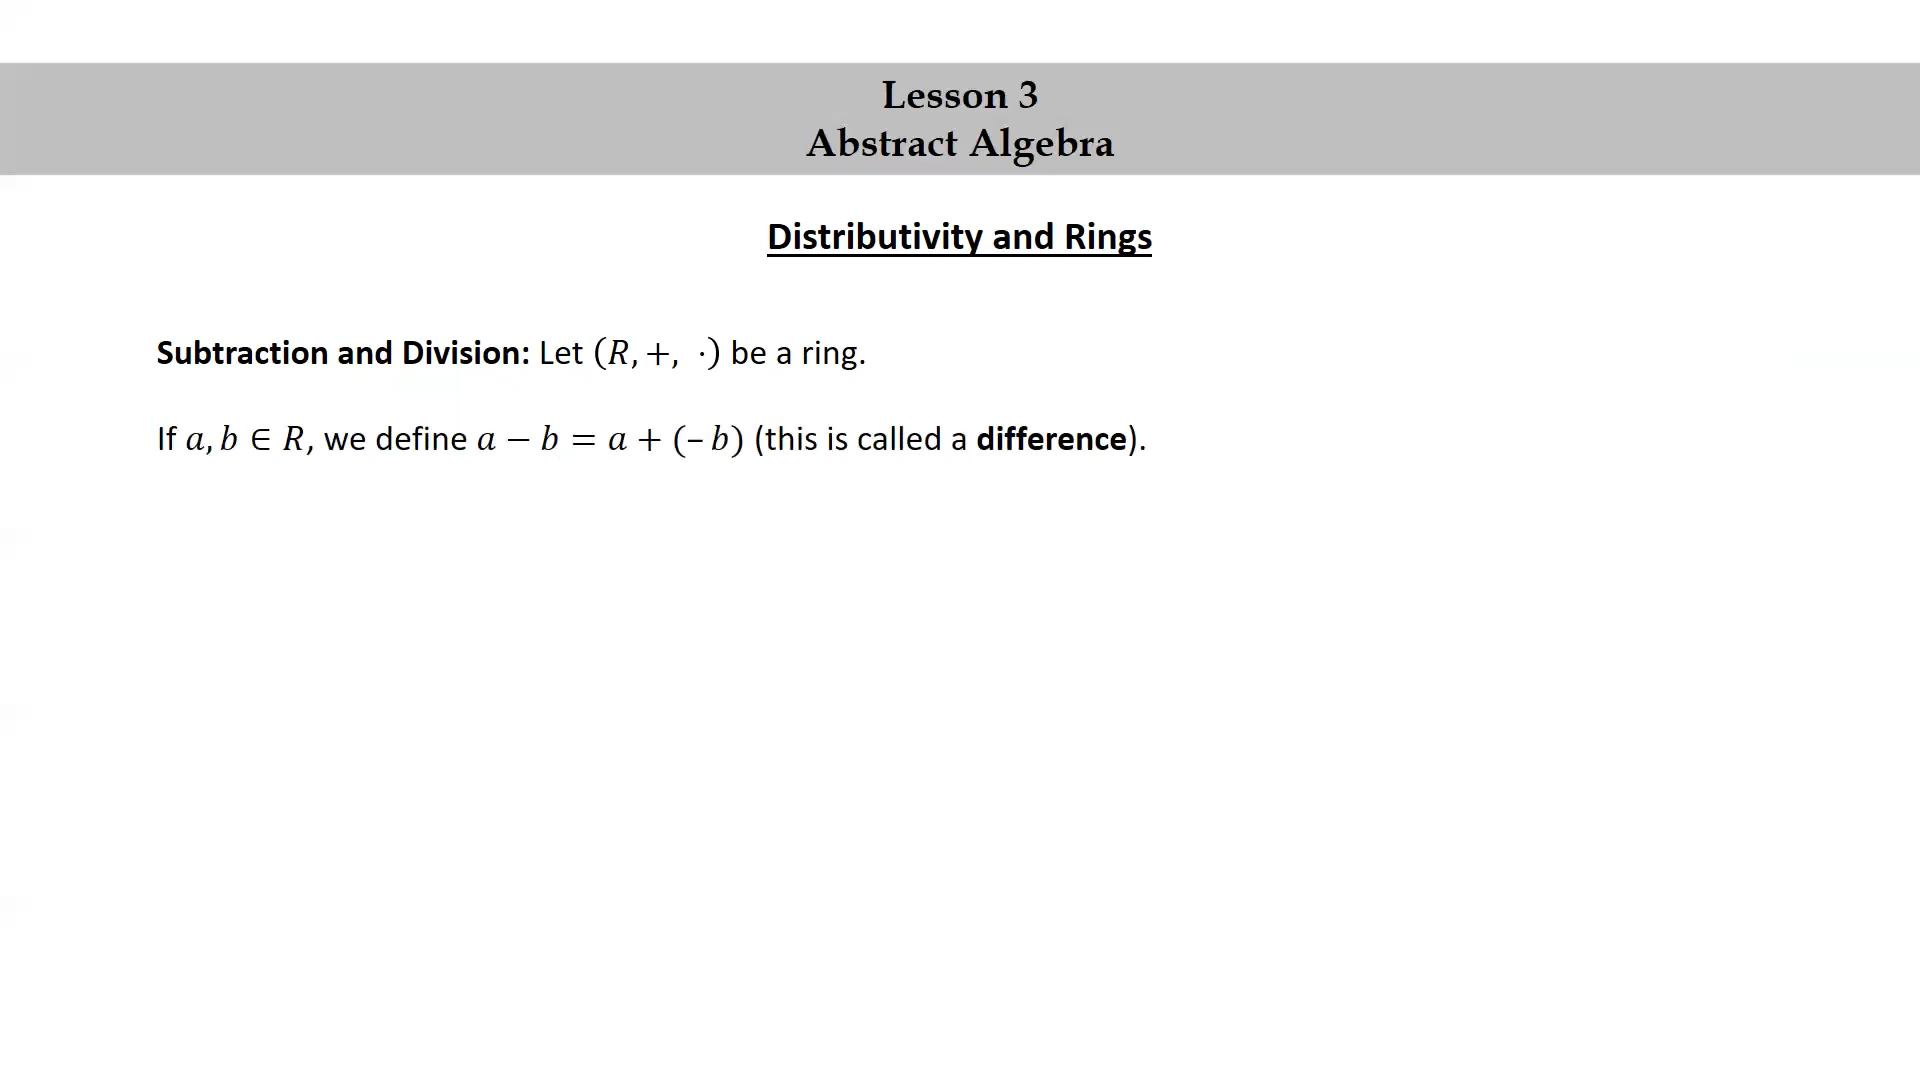 Lesson 3
Abstract Algebra
Distributivity and Rings
Subtraction and Division: Let (R, +, ·) be a ring.
If a, b ∈ R, we define a − b = a + (– b) (this is called a difference).